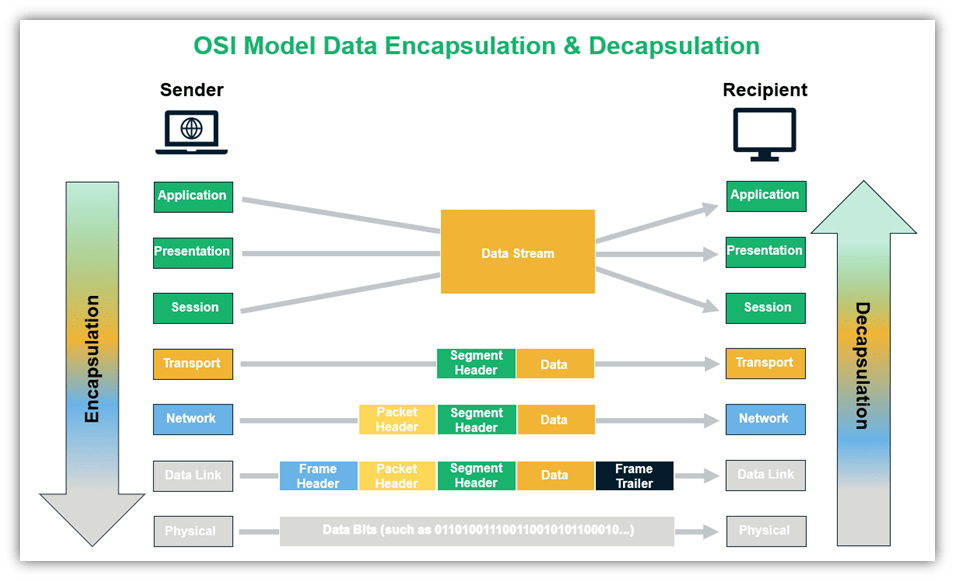 OSI Model Data Encapsulation & Decapsulation
Sender
Recipient
Encapsulation
Decapsulation
Application
Application
Presentation
Data Stream
Presentation
Session
Session
Transport
Segment
Header
Data
Transport
Network
Packet
Header
Segment
Header
Data
Network
Data Link
Frame
Header
Packet
Header
Segment
Header
Data
Frame
Trailer
Data Link
Physical
Data Bits (such as 01101001110011001010110010...)
Physical